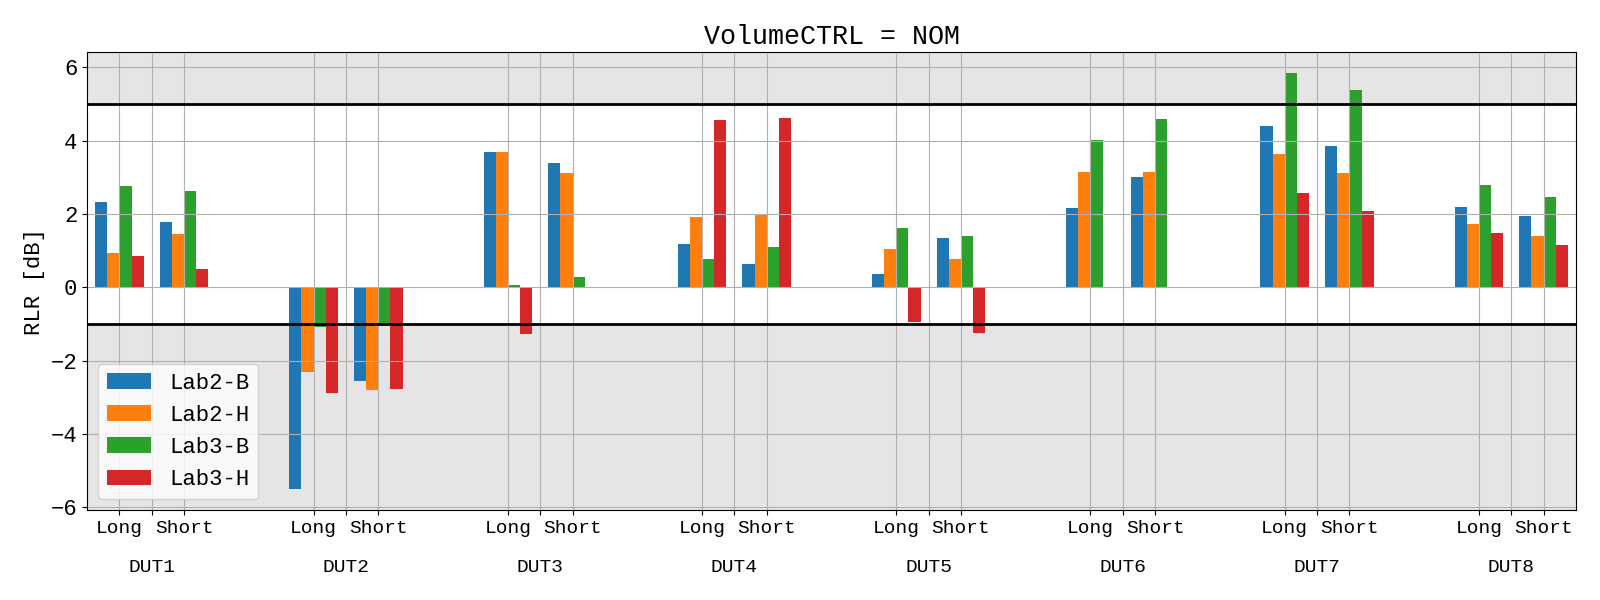 VolumeCTRL = NOM
RLR [dB]
6
4
2
0
−2
−4
−6
Lab2-B
Lab2-H
Lab3-B
Lab3-H
Long Short Long Short Long Short Long Short Long Short Long Short Long Short Long Short
DUT1 DUT2 DUT3 DUT4 DUT5 DUT6 DUT7 DUT8